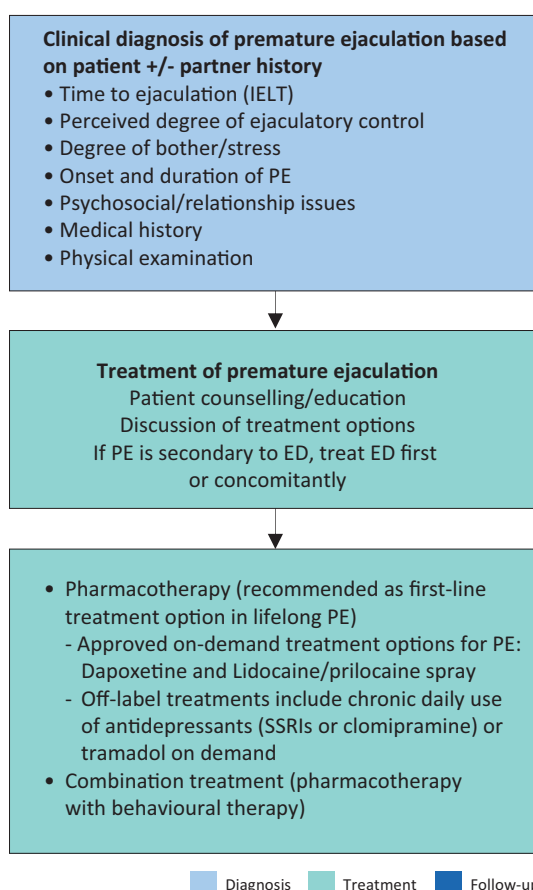 Clinical diagnosis of premature ejaculation based
on patient +/- partner history
• Time to ejaculation (IELT)
• Perceived degree of ejaculatory control
• Degree of bother/stress
• Onset and duration of PE
• Psychosocial/relationship issues
• Medical history
• Physical examination
Treatment of premature ejaculation
Patient counselling/education
Discussion of treatment options
If PE is secondary to ED, treat ED first
or concomitantly
• Pharmacotherapy (recommended as first-line
treatment option in lifelong PE)
- Approved on-demand treatment options for PE:
Dapoxetine and Lidocaine/prilocaine spray
- Off-label treatments include chronic daily use
of antidepressants (SSRIs or clomipramine) or
tramadol on demand
• Combination treatment (pharmacotherapy
with behavioural therapy)
Diagnosis Treatment Follow-up